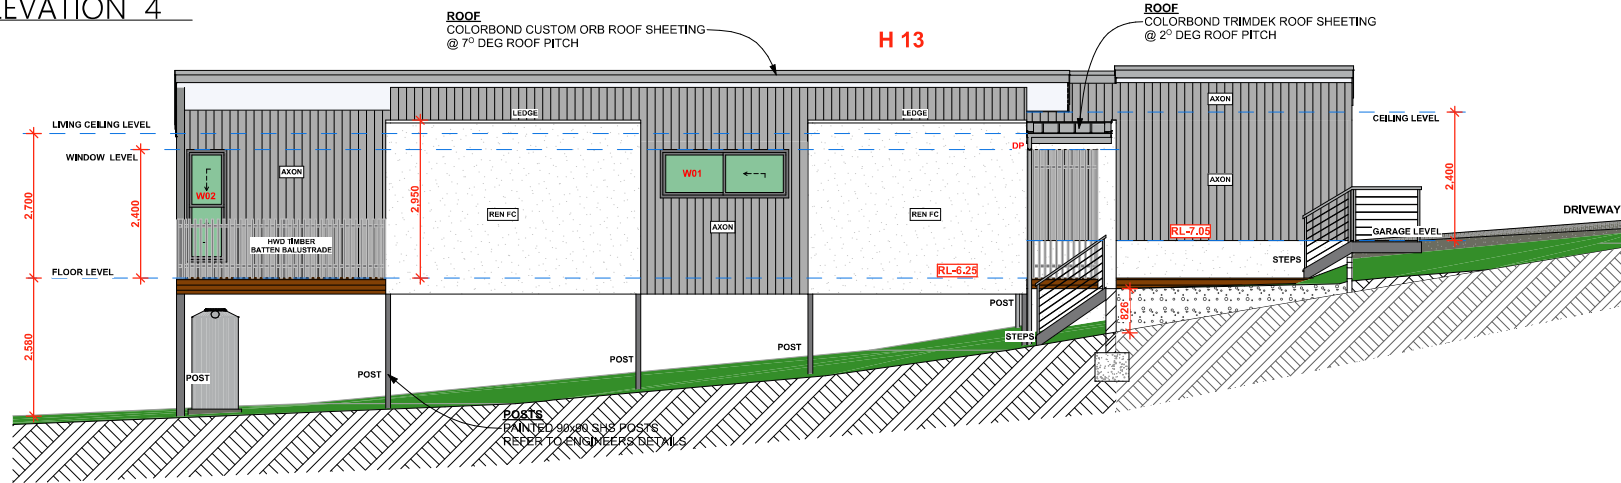 LEVATION 4
ROOF
COLORBOND CUSTOM ORB ROOF SHEETING
@ 7O DEG ROOF PITCH
H 13
ROOF
COLORBOND TRIMDEK ROOF SHEETING
@ 2O DEG ROOF PITCH
AXON
LEDGE
LEDGE
CEILING LEVEL
LIVING CEILING LEVEL
WINDOW LEVEL
DP
AXON
W01
AXON
W02
2,700
2,400
2,950
2,400
REN FC
REN FC
AXON
DRIVEWAY
RL-7.05
GARAGE LEVEL
HWD TIMBER
BATTEN BALUSTRADE
STEPS
FLOOR LEVEL
RL-6.25
POST
826
STEPS
2,580
POST
POST
POST
POST
POSTS
PAINTED 90x90 SHS POSTS
REFER TO ENGINEERS DETAILS